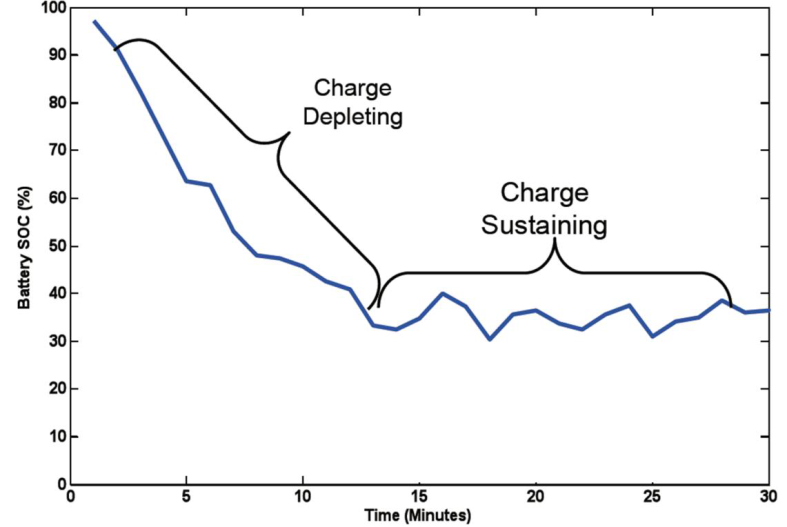 100
90
80
70
60
50
40
30
20
10
0
Battery SOC (%)
Charge
Depleting
Charge
Sustaining
0 5 10 15 20 25 30
Time (Minutes)